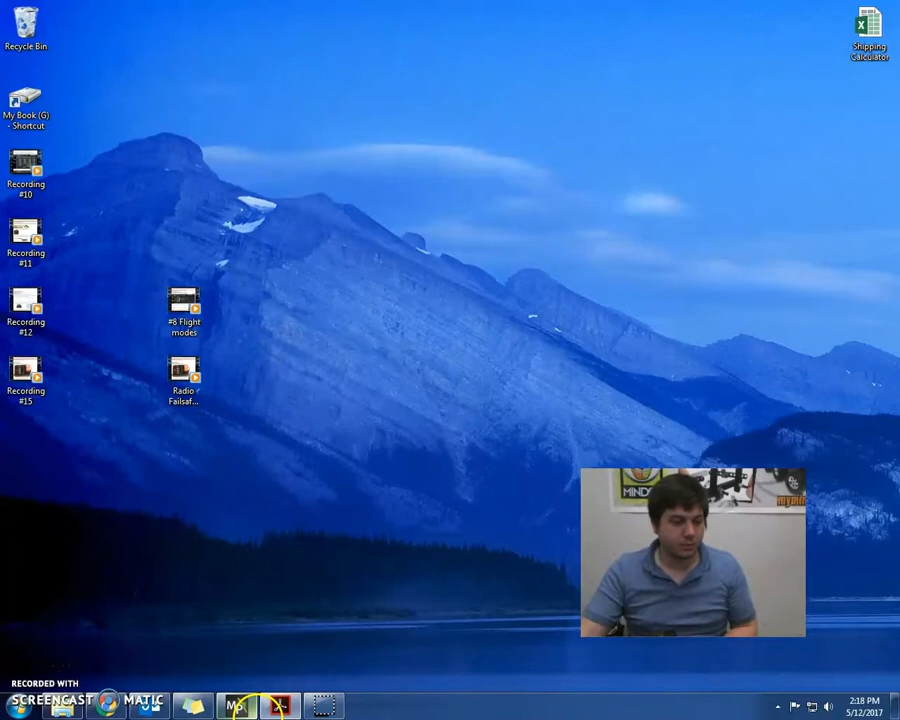 Recycle Bin
Shipping
Calculator
My Book (G)
- Shortcut
Recording
#10
Recording
#11
Recording
#12
#8 Flight
modes
Recording
#15
Radio
Failsaf...
MINDS
RECORDED WITH
SCREENCAST MATIC
2:18 PM
5/12/2017